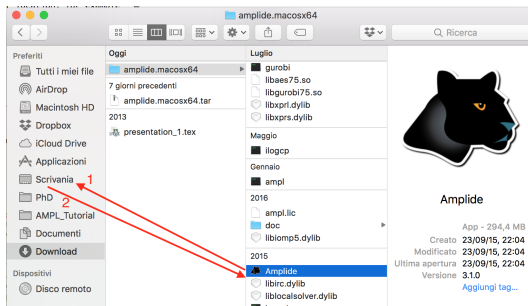 amplide.macosx64
Ricerca
Preferiti
Tutti i miei file
AirDrop
Macintosh HD
Dropbox
iCloud Drive
Applicazioni
Scrivania
PhD
AMPL_Tutorial
Documenti
Download
Dispositivi
Disco remoto
1
2
Oggi
amplide.macosx64
7 giorni precedenti
amplide.macosx64.tar
2013
presentation_1.tex
Luglio
gurobi
libaes75.so
libgurobi75.so
libxprl.dylib
libxprs.dylib
Maggio
ilogcp
Gennaio
ampl
2016
ampl.lic
doc
libiomp5.dylib
2015
Amplide
libirc.dylib
liblocalsolver.dylib
Amplide
App - 294,4 MB
Creato 23/09/15, 22:04
Modificato 23/09/15, 22:04
Ultima apertura 23/09/15, 22:04
Versione 3.1.0
Aggiungi tag...